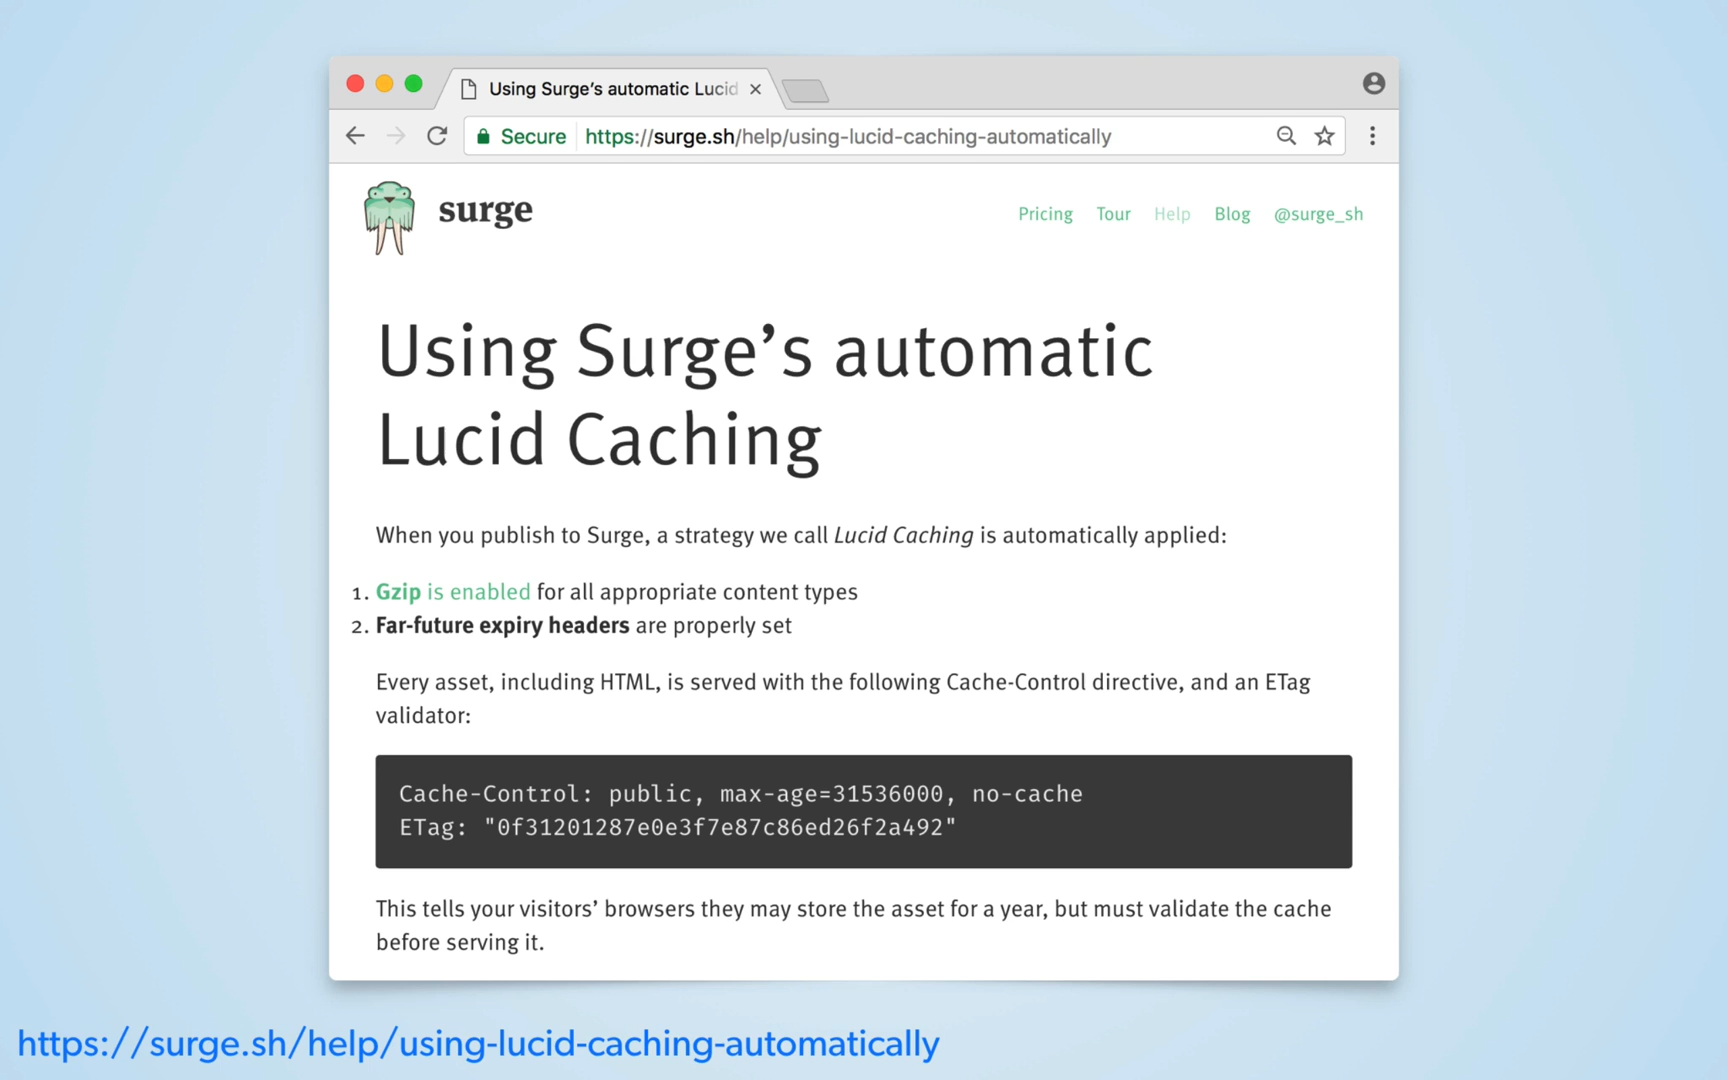 Using Surge’s automatic Lucid
Secure https://surge.sh/help/using-lucid-caching-automatically
surge
Pricing Tour Help Blog @surge_sh
Using Surge’s automatic
Lucid Caching
When you publish to Surge, a strategy we call Lucid Caching is automatically applied:
1. Gzip is enabled for all appropriate content types
2. Far-future expiry headers are properly set
Every asset, including HTML, is served with the following Cache-Control directive, and an ETag
validator:
Cache-Control: public, max-age=31536000, no-cache
ETag: "0f31201287e0e3f7e87c86ed26f2a492"
This tells your visitors’ browsers they may store the asset for a year, but must validate the cache
before serving it.
https://surge.sh/help/using-lucid-caching-automatically